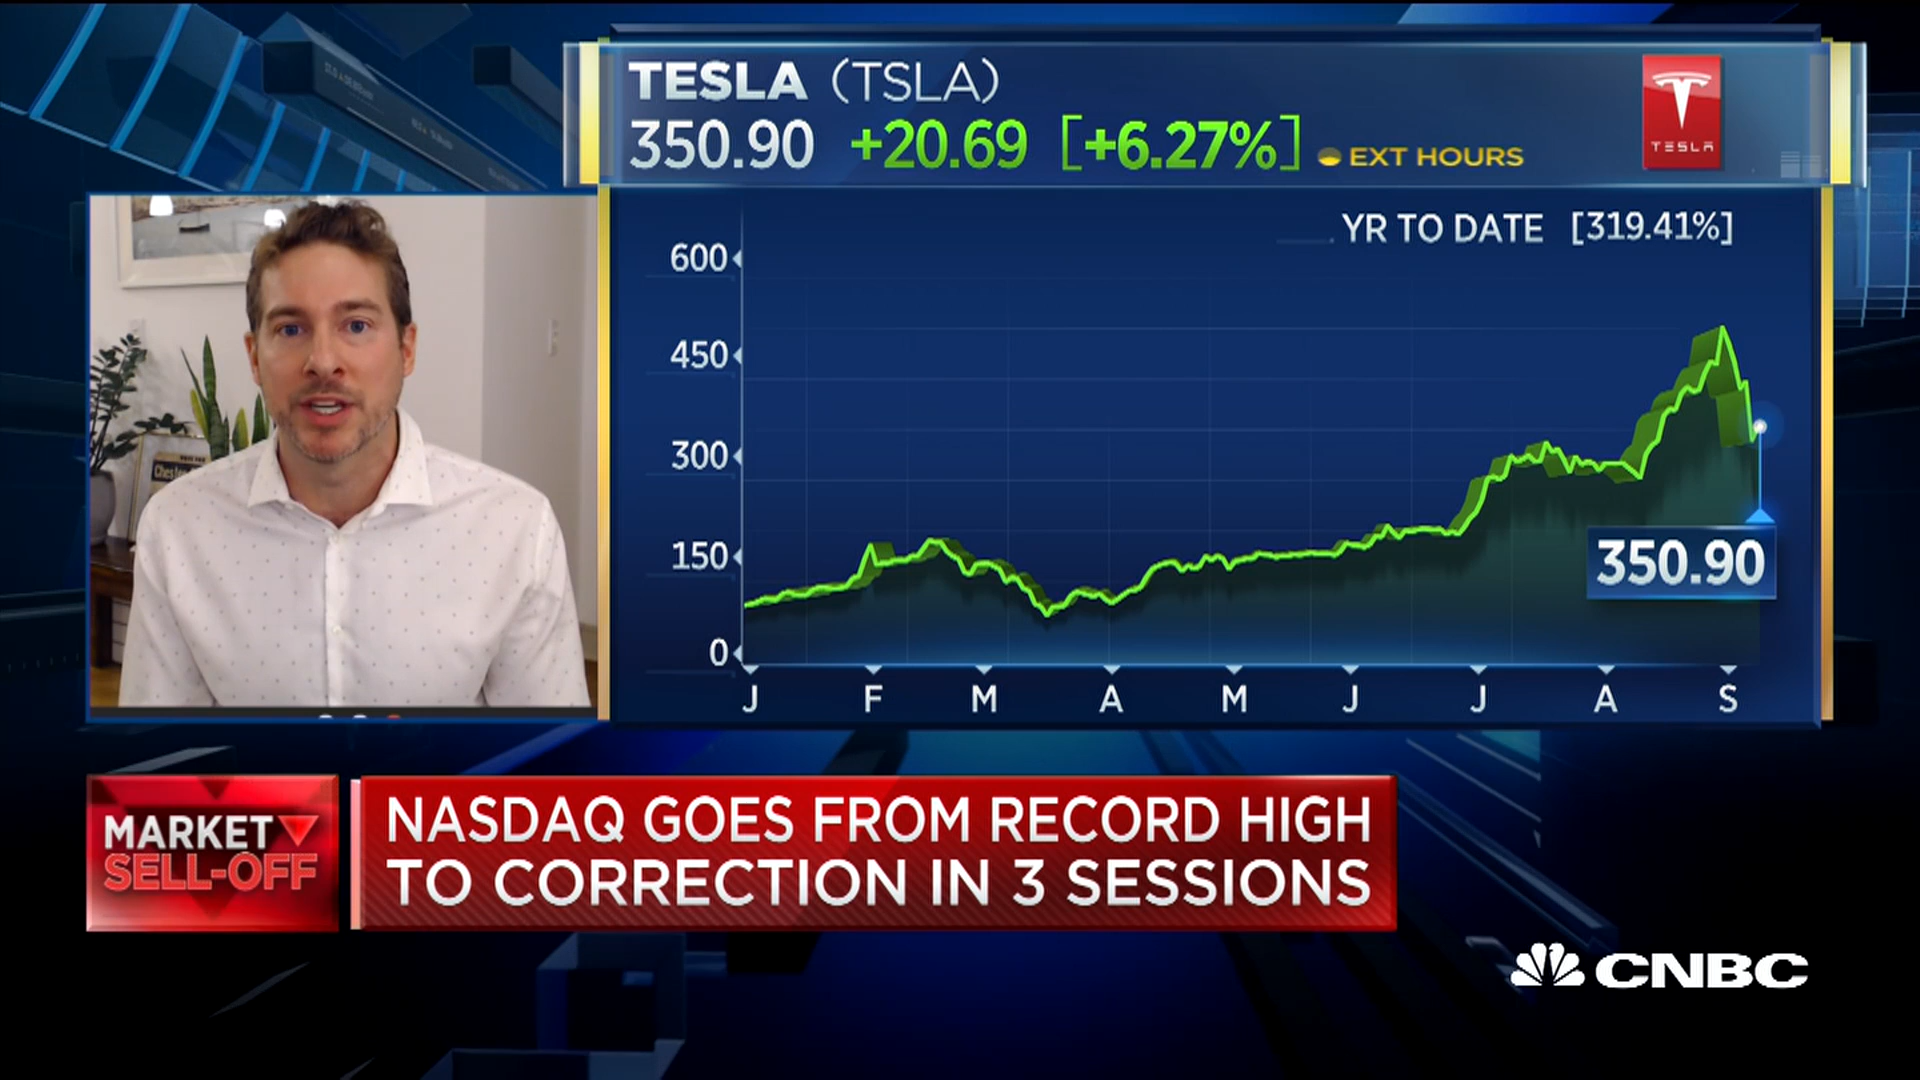 TESLA (TSLA)
350.90 +20.69 [+6.27%] EXT HOURS
TESLA
YR TO DATE [319.41%]
600
450
300
150
0
350.90
J F M A M J J A S
MARKET
SELL-OFF
NASDAQ GOES FROM RECORD HIGH
TO CORRECTION IN 3 SESSIONS
CNBC